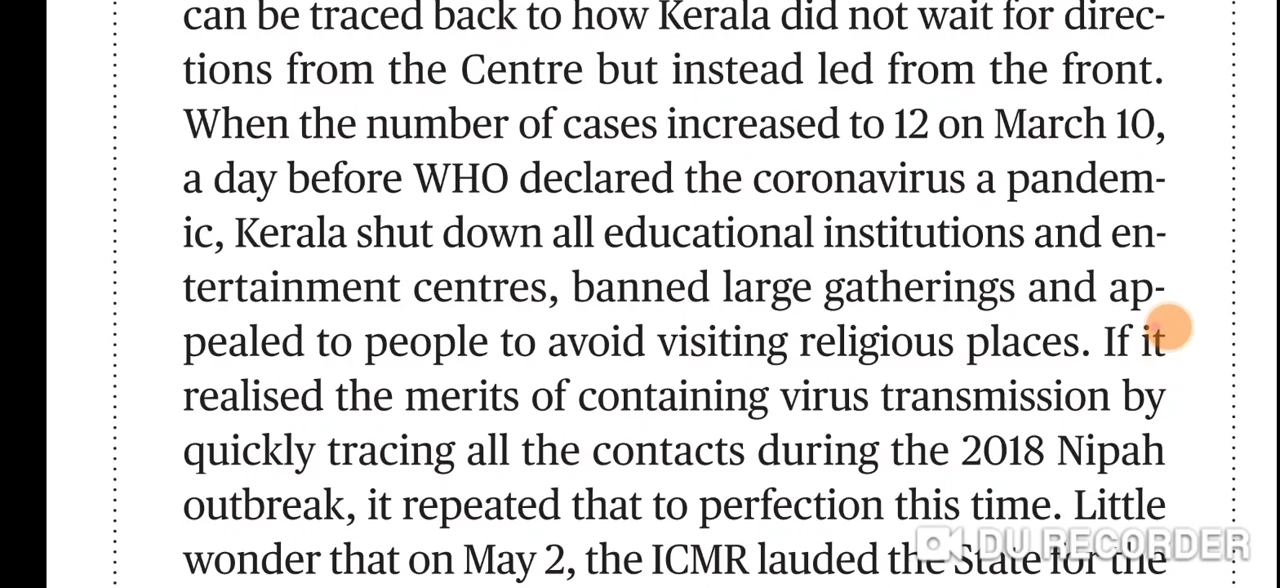 can be traced back to how Kerala did not wait for direc-
tions from the Centre but instead led from the front.
When the number of cases increased to 12 on March 10,
a day before WHO declared the coronavirus a pandem-
ic, Kerala shut down all educational institutions and en-
tertainment centres, banned large gatherings and ap-
pealed to people to avoid visiting religious places. If it
realised the merits of containing virus transmission by
quickly tracing all the contacts during the 2018 Nipah
outbreak, it repeated that to perfection this time. Little
wonder that on May 2, the ICMR lauded the State for the
DU RECORDER